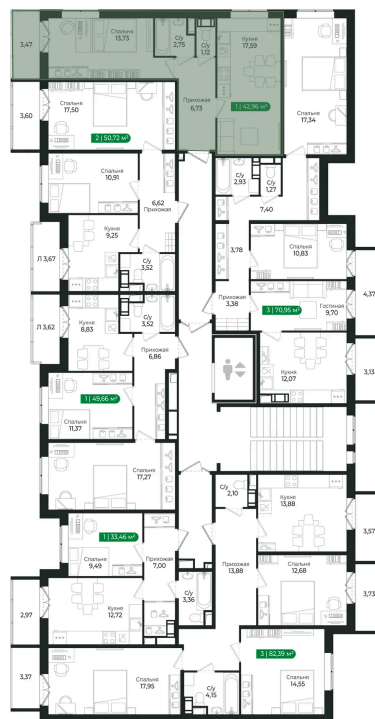 3,47
Спальня
13,73
С/у
2,75
С/у
1,12
Кухня
17,59
Прихожая
6,73
1 | 42,96 м²
Спальня
17,34
3,60
Спальня
17,50
2 | 50,72 м²
Спальня
10,91
6,62
Прихожая
С/у
2,93
С/у
1,27
7,40
Кухня
9,25
Л 3,67
С/у
3,52
3,78
Спальня
10,83
4,37
Прихожая
3,38
3 | 70,95 м²
Гостиная
9,70
Л 3,62
Кухня
8,83
С/у
3,52
Прихожая
6,86
Кухня
12,07
3,13
1 | 49,66 м²
Спальня
11,37
Спальня
17,27
С/у
2,10
Кухня
13,88
3,57
1 | 33,46 м²
Спальня
9,49
Прихожая
7,00
Прихожая
13,88
Спальня
12,68
3,73
2,97
Кухня
12,72
С/у
3,36
3 | 82,39 м²
3,37
Спальня
17,95
С/у
4,15
Спальня
14,55